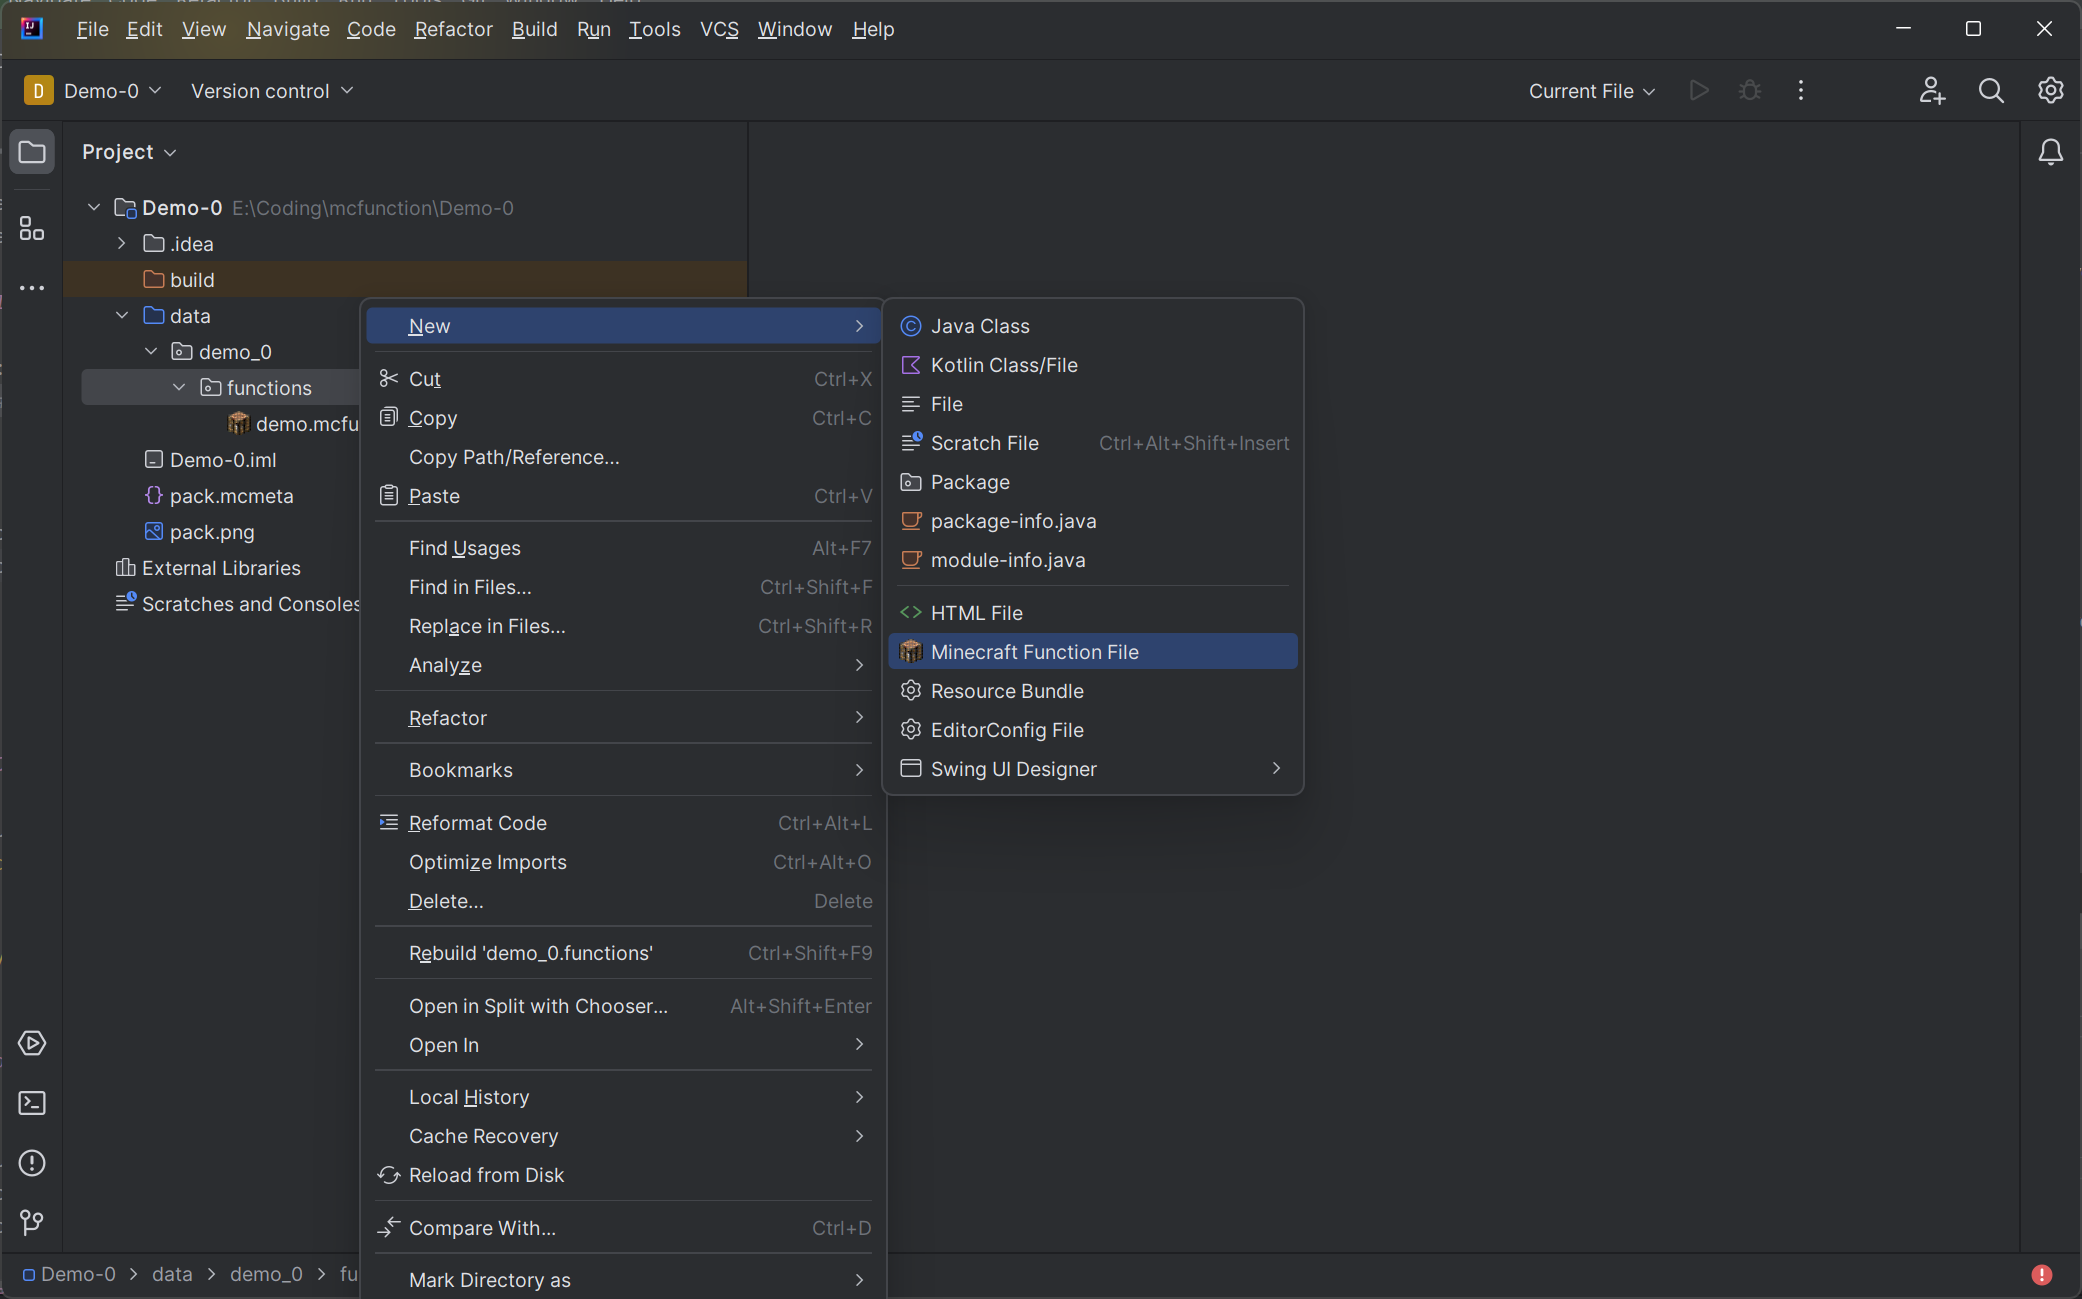 File Edit View Navigate Code Refactor Build Run Tools VCS Window Help
D Demo-0 Version control Current File
Project
Demo-0 E:\Coding\mcfunction\Demo-0
.idea
build
data
demo_0
functions
demo.mcfu
Demo-0.iml
pack.mcmeta
pack.png
External Libraries
Scratches and Consoles
New
Cut Ctrl+X
Copy Ctrl+C
Copy Path/Reference...
Paste Ctrl+V
Find Usages Alt+F7
Find in Files... Ctrl+Shift+F
Replace in Files... Ctrl+Shift+R
Analyze
Refactor
Bookmarks
Reformat Code Ctrl+Alt+L
Optimize Imports Ctrl+Alt+O
Delete... Delete
Rebuild 'demo_0.functions' Ctrl+Shift+F9
Open in Split with Chooser... Alt+Shift+Enter
Open In
Local History
Cache Recovery
Reload from Disk
Compare With... Ctrl+D
Mark Directory as
Java Class
Kotlin Class/File
File
Scratch File Ctrl+Alt+Shift+Insert
Package
package-info.java
module-info.java
HTML File
Minecraft Function File
Resource Bundle
EditorConfig File
Swing UI Designer
Demo-0 > data > demo_0 > fu